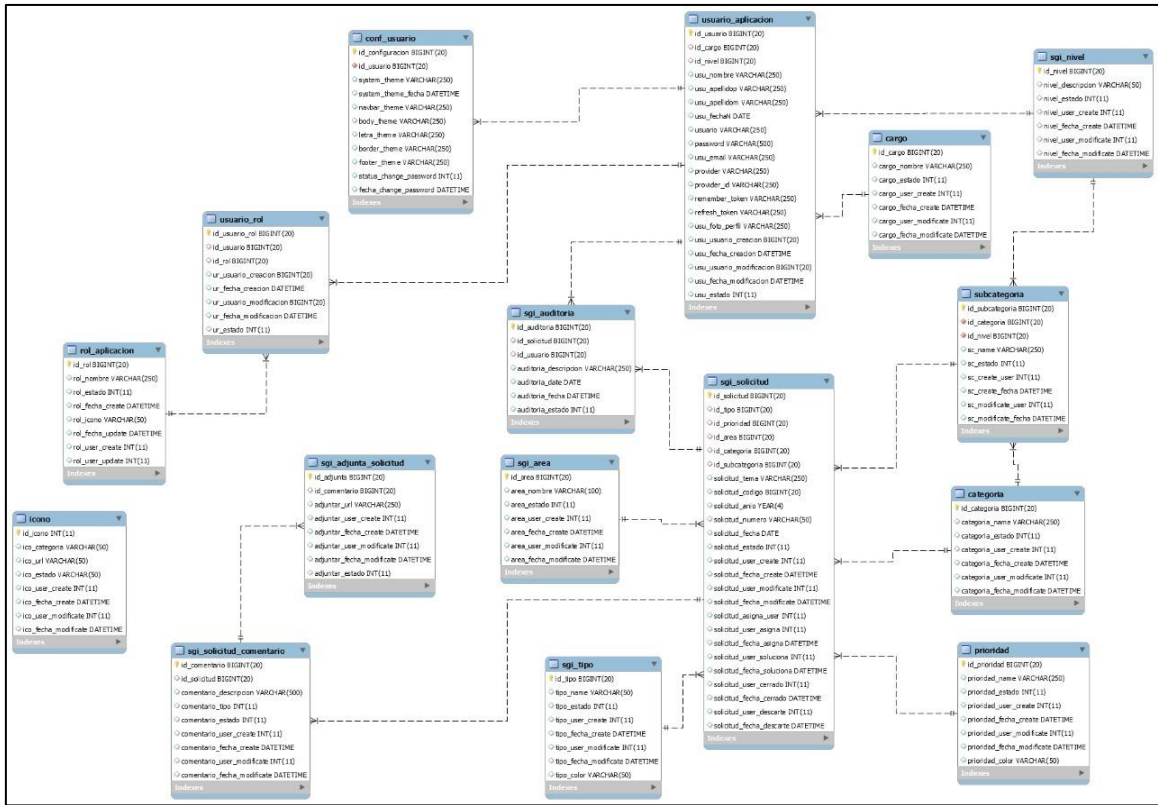 conf_usuario
id_configuracion BIGINT(20)
id_usuario BIGINT(20)
system_theme VARCHAR(250)
system_theme_fecha DATETIME
navbar_theme VARCHAR(250)
body_theme VARCHAR(250)
letra_theme VARCHAR(250)
border_theme VARCHAR(250)
footer_theme VARCHAR(250)
status_change_password INT(11)
fecha_change_password DATETIME
Indexes
usuario_aplicacion
id_usuario BIGINT(20)
id_cargo BIGINT(20)
id_nivel BIGINT(20)
usu_nombre VARCHAR(250)
usu_apellidop VARCHAR(250)
usu_apellidom VARCHAR(250)
usu_fechaN DATE
usuario VARCHAR(250)
password VARCHAR(500)
usu_email VARCHAR(250)
provider VARCHAR(250)
provider_id VARCHAR(250)
remember_token VARCHAR(250)
refresh_token VARCHAR(250)
usu_foto_perfil VARCHAR(250)
usu_usuario_creacion BIGINT(20)
usu_fecha_creacion DATETIME
usu_usuario_modificacion BIGINT(20)
usu_fecha_modificacion DATETIME
usu_estado INT(11)
Indexes
sgi_nivel
id_nivel BIGINT(20)
nivel_descripcion VARCHAR(50)
nivel_estado INT(11)
nivel_user_create INT(11)
nivel_fecha_create DATETIME
nivel_user_modificate INT(11)
nivel_fecha_modificate DATETIME
Indexes
cargo
id_cargo BIGINT(20)
cargo_nombre VARCHAR(250)
cargo_estado INT(11)
cargo_user_create INT(11)
cargo_fecha_create DATETIME
cargo_user_modificate INT(11)
cargo_fecha_modificate DATETIME
Indexes
usuario_rol
id_usuario_rol BIGINT(20)
id_usuario BIGINT(20)
id_rol BIGINT(20)
ur_usuario_creacion BIGINT(20)
ur_fecha_creacion DATETIME
ur_usuario_modificacion BIGINT(20)
ur_fecha_modificacion DATETIME
ur_estado INT(11)
Indexes
rol_aplicacion
id_rol BIGINT(20)
rol_nombre VARCHAR(250)
rol_estado INT(11)
rol_fecha_create DATETIME
rol_icono VARCHAR(50)
rol_fecha_update DATETIME
rol_user_create INT(11)
rol_user_update INT(11)
Indexes
sgi_auditoria
id_auditoria BIGINT(20)
id_solicitud BIGINT(20)
id_usuario BIGINT(20)
auditoria_descripcion VARCHAR(250)
auditoria_date DATE
auditoria_fecha DATETIME
auditoria_estado INT(11)
Indexes
subcategoria
id_subcategoria BIGINT(20)
id_categoria BIGINT(20)
id_nivel BIGINT(20)
sc_name VARCHAR(250)
sc_estado INT(11)
sc_create_user INT(11)
sc_create_fecha DATETIME
sc_modificate_user INT(11)
sc_modificate_fecha DATETIME
Indexes
sgi_solicitud
id_solicitud BIGINT(20)
id_tipo BIGINT(20)
id_prioridad BIGINT(20)
id_area BIGINT(20)
id_categoria BIGINT(20)
id_subcategoria BIGINT(20)
solicitud_tema VARCHAR(250)
solicitud_codigo BIGINT(20)
solicitud_anio YEAR(4)
solicitud_numero VARCHAR(50)
solicitud_fecha DATE
solicitud_estado INT(11)
solicitud_user_create INT(11)
solicitud_fecha_create DATETIME
solicitud_user_modificate INT(11)
solicitud_fecha_modificate DATETIME
solicitud_asigna_user INT(11)
solicitud_user_asigna INT(11)
solicitud_fecha_asigna DATETIME
solicitud_user_soluciona INT(11)
solicitud_fecha_soluciona DATETIME
solicitud_user_cerrado INT(11)
solicitud_fecha_cerrado DATETIME
solicitud_user_descarte INT(11)
solicitud_fecha_descarte DATETIME
Indexes
sgi_adjunta_solicitud
id_adjunta BIGINT(20)
id_comentario BIGINT(20)
adjuntar_url VARCHAR(250)
adjuntar_user_create INT(11)
adjuntar_fecha_create DATETIME
adjuntar_user_modificate INT(11)
adjuntar_fecha_modificate DATETIME
adjuntar_estado INT(11)
Indexes
sgi_area
id_area BIGINT(20)
area_nombre VARCHAR(100)
area_estado INT(11)
area_user_create INT(11)
area_fecha_create DATETIME
area_user_modificate INT(11)
area_fecha_modificate DATETIME
Indexes
categoria
id_categoria BIGINT(20)
categoria_name VARCHAR(250)
categoria_estado INT(11)
categoria_user_create INT(11)
categoria_fecha_create DATETIME
categoria_user_modificate INT(11)
categoria_fecha_modificate DATETIME
Indexes
icono
id_icono INT(11)
ico_categoria VARCHAR(50)
ico_url VARCHAR(50)
ico_estado VARCHAR(50)
ico_user_create INT(11)
ico_fecha_create DATETIME
ico_user_modificate INT(11)
ico_fecha_modificate DATETIME
Indexes
sgi_solicitud_comentario
id_comentario BIGINT(20)
id_solicitud BIGINT(20)
comentario_descripcion VARCHAR(500)
comentario_tipo INT(11)
comentario_estado INT(11)
comentario_user_create INT(11)
comentario_fecha_create DATETIME
comentario_user_modificate INT(11)
comentario_fecha_modificate DATETIME
Indexes
sgi_tipo
id_tipo BIGINT(20)
tipo_name VARCHAR(50)
tipo_estado INT(11)
tipo_user_create INT(11)
tipo_fecha_create DATETIME
tipo_user_modificate INT(11)
tipo_fecha_modificate DATETIME
tipo_color VARCHAR(50)
Indexes
prioridad
id_prioridad BIGINT(20)
prioridad_name VARCHAR(250)
prioridad_estado INT(11)
prioridad_user_create INT(11)
prioridad_fecha_create DATETIME
prioridad_user_modificate INT(11)
prioridad_fecha_modificate DATETIME
prioridad_color VARCHAR(50)
Indexes